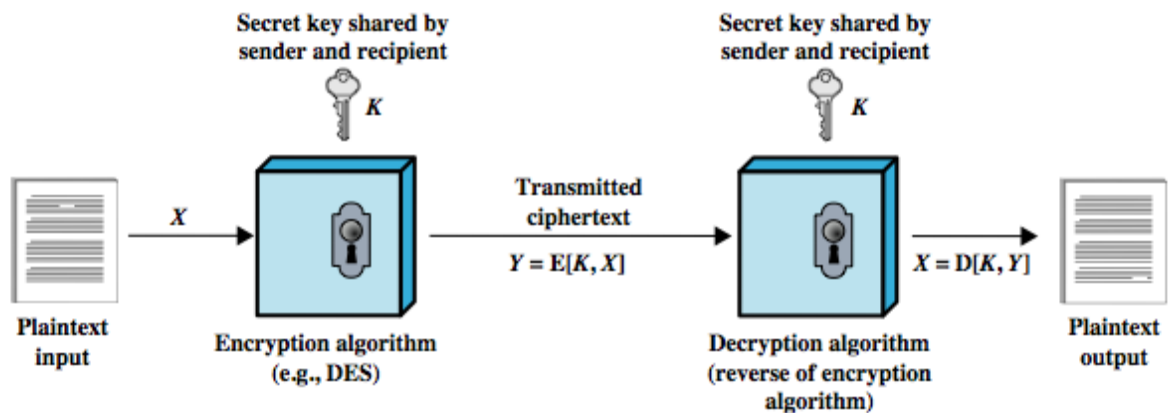 Secret key shared by
sender and recipient
K
Secret key shared by
sender and recipient
K
X
Transmitted
ciphertext
Y = E[K, X]
X = D[K, Y]
Plaintext
input
Encryption algorithm
(e.g., DES)
Decryption algorithm
(reverse of encryption
algorithm)
Plaintext
output